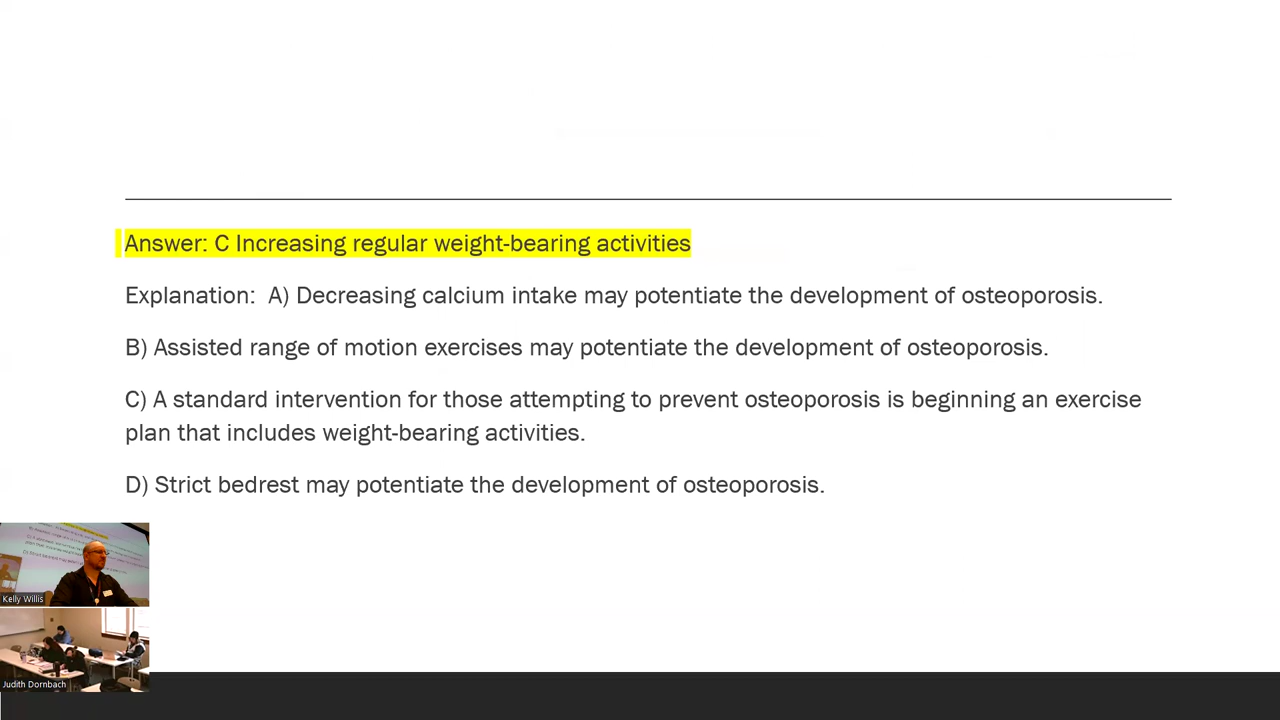 Answer: C Increasing regular weight-bearing activities
Explanation:  A) Decreasing calcium intake may potentiate the development of osteoporosis.
B) Assisted range of motion exercises may potentiate the development of osteoporosis.
C) A standard intervention for those attempting to prevent osteoporosis is beginning an exercise
plan that includes weight-bearing activities.
D) Strict bedrest may potentiate the development of osteoporosis.
Kelly Willis
Judith Dornbach